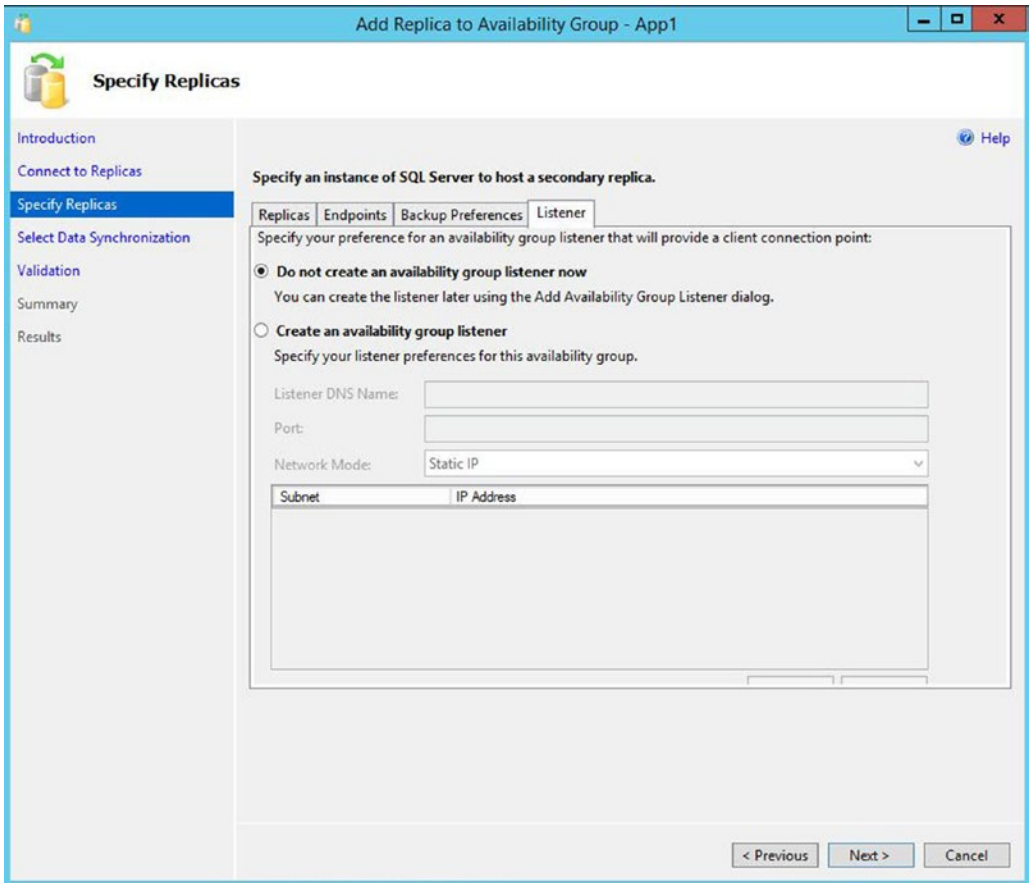 Add Replica to Availability Group - App1
Specify Replicas
Introduction
Connect to Replicas
Specify Replicas
Select Data Synchronization
Validation
Summary
Results
Help
Specify an instance of SQL Server to host a secondary replica.
Replicas Endpoints Backup Preferences Listener
Specify your preference for an availability group listener that will provide a client connection point:
Do not create an availability group listener now
You can create the listener later using the Add Availability Group Listener dialog.
Create an availability group listener
Specify your listener preferences for this availability group.
Listener DNS Name:
Port:
Network Mode: Static IP
Subnet IP Address
< Previous Next > Cancel